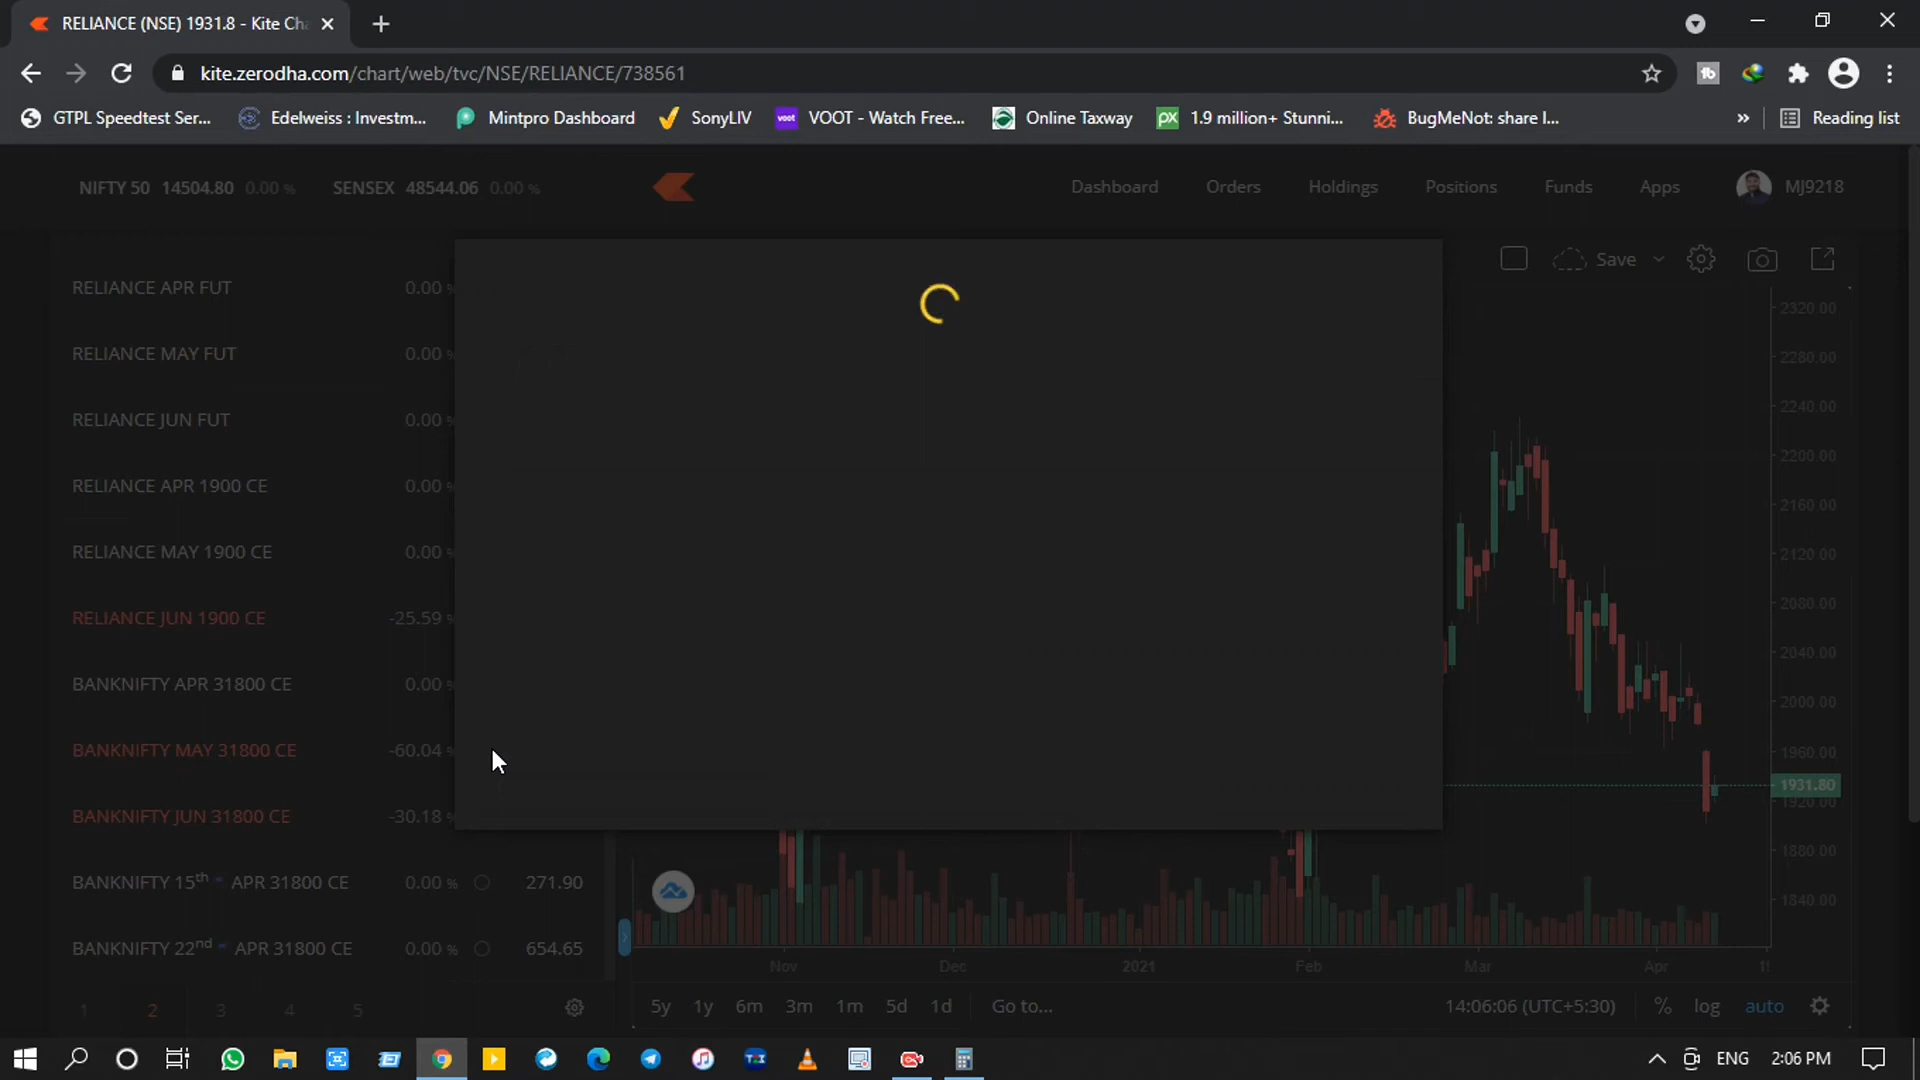 RELIANCE (NSE) 1931.8 - Kite Cha
kite.zerodha.com/chart/web/tvc/NSE/RELIANCE/738561
GTPL Speedtest Ser... Edelweiss : Investm... Mintpro Dashboard SonyLIV VOOT - Watch Free... Online Taxway 1.9 million+ Stunni... BugMeNot: share l... » Reading list
NIFTY 50 14504.80 0.00 % SENSEX 48544.06 0.00 % Dashboard Orders Holdings Positions Funds Apps MJ9218
Save
RELIANCE APR FUT 0.00 %
RELIANCE MAY FUT 0.00 %
RELIANCE JUN FUT 0.00 %
RELIANCE APR 1900 CE 0.00 %
RELIANCE MAY 1900 CE 0.00 %
RELIANCE JUN 1900 CE -25.59 %
BANKNIFTY APR 31800 CE 0.00 %
BANKNIFTY MAY 31800 CE -60.04 %
BANKNIFTY JUN 31800 CE -30.18 %
BANKNIFTY 15th APR 31800 CE 0.00 % 271.90
BANKNIFTY 22nd APR 31800 CE 0.00 % 654.65
1 2 3 4 5
2320.00
2280.00
2240.00
2200.00
2160.00
2120.00
2080.00
2040.00
2000.00
1960.00
1931.80
1920.00
1880.00
1840.00
Nov Dec 2021 Feb Mar Apr
5y 1y 6m 3m 1m 5d 1d Go to... 14:06:06 (UTC+5:30) % log auto
ENG 2:06 PM